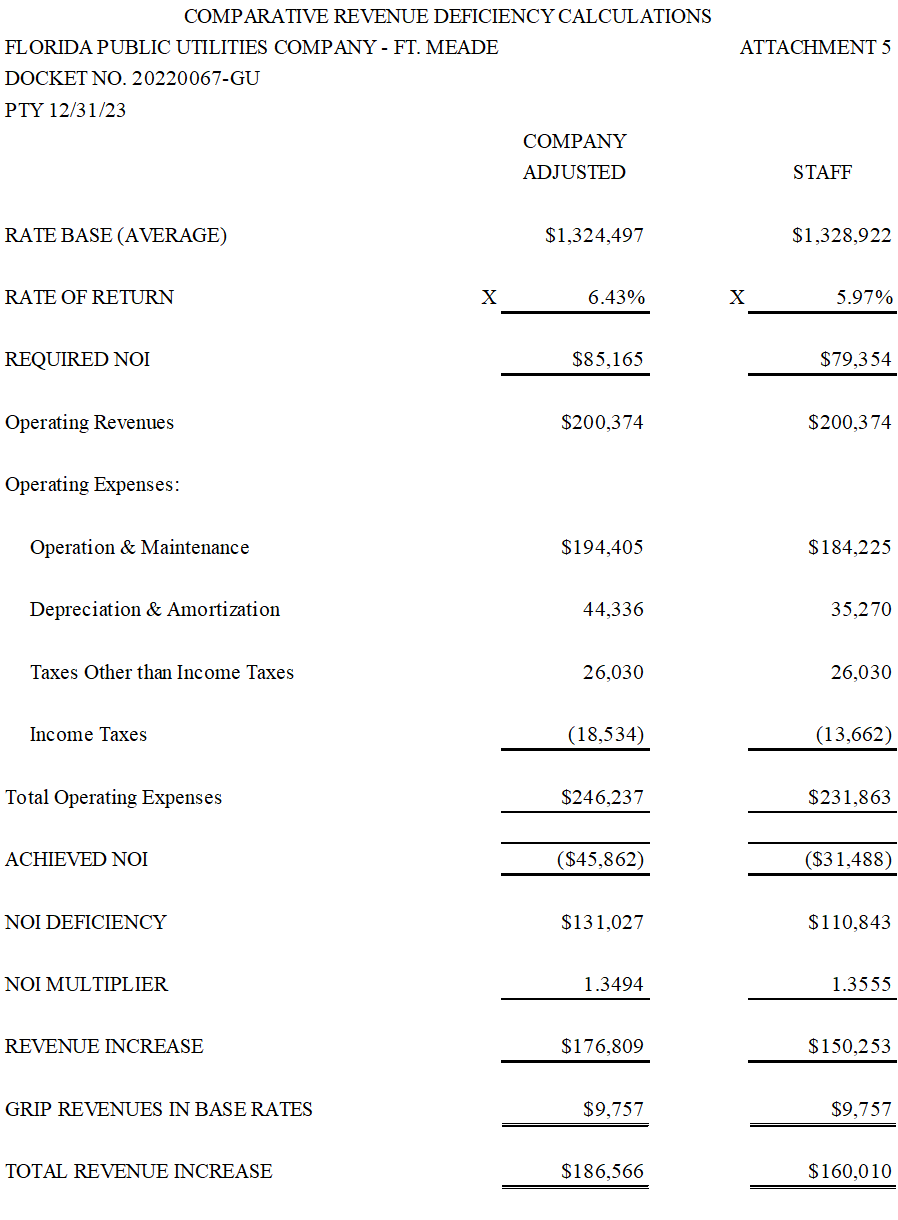 COMPARATIVE REVENUE DEFICIENCY CALCULATIONS
FLORIDA PUBLIC UTILITIES COMPANY - FT. MEADE ATTACHMENT 5
DOCKET NO. 20220067-GU
PTY 12/31/23
COMPANY
ADJUSTED STAFF
RATE BASE (AVERAGE) $1,324,497 $1,328,922
RATE OF RETURN X 6.43% X 5.97%
REQUIRED NOI $85,165 $79,354
Operating Revenues $200,374 $200,374
Operating Expenses:
Operation & Maintenance $194,405 $184,225
Depreciation & Amortization 44,336 35,270
Taxes Other than Income Taxes 26,030 26,030
Income Taxes (18,534) (13,662)
Total Operating Expenses $246,237 $231,863
ACHIEVED NOI ($45,862) ($31,488)
NOI DEFICIENCY $131,027 $110,843
NOI MULTIPLIER 1.3494 1.3555
REVENUE INCREASE $176,809 $150,253
GRIP REVENUES IN BASE RATES $9,757 $9,757
TOTAL REVENUE INCREASE $186,566 $160,010